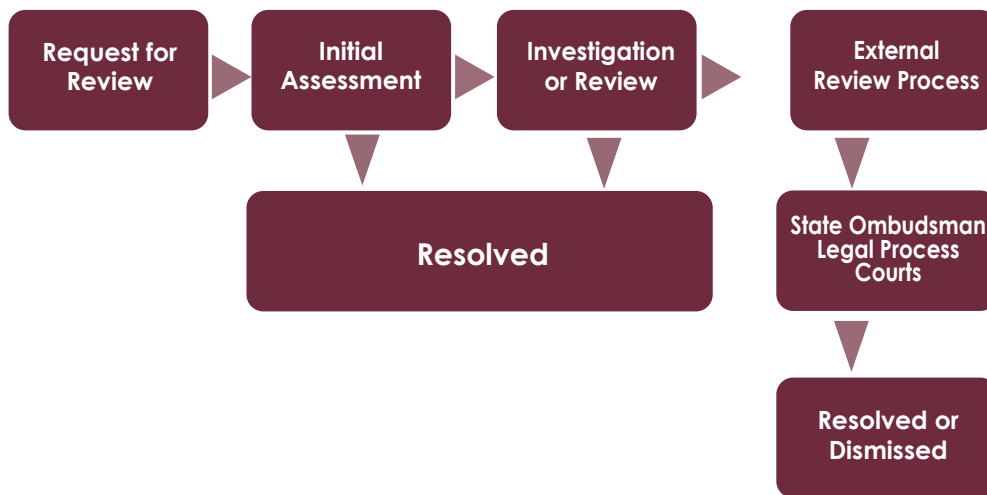 Request for
Review
Initial
Assessment
Investigation
or Review
External
Review Process
Resolved
State Ombudsman
Legal Process
Courts
Resolved or
Dismissed